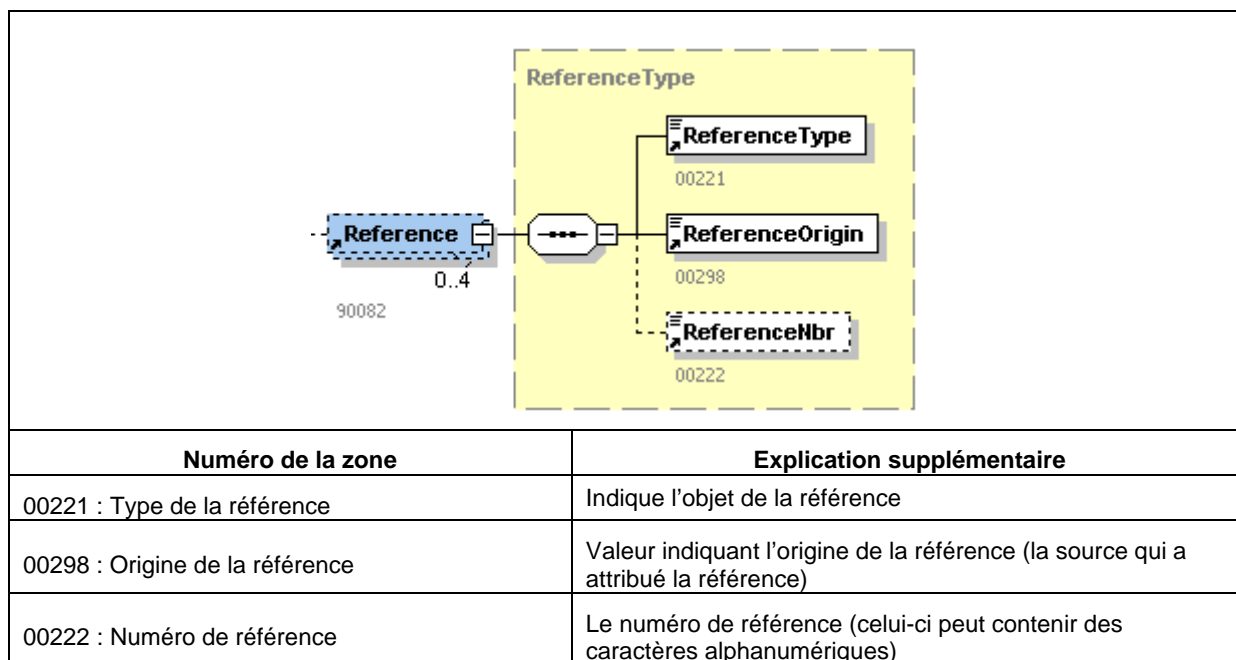 ReferenceType
ReferenceType
00221
Reference
0..4
90082
ReferenceOrigin
00298
ReferenceNbr
00222
Numéro de la zone
Explication supplémentaire
00221 : Type de la référence
Indique l’objet de la référence
00298 : Origine de la référence
Valeur indiquant l’origine de la référence (la source qui a
attribué la référence)
00222 : Numéro de référence
Le numéro de référence (celui-ci peut contenir des
caractères alphanumériques)